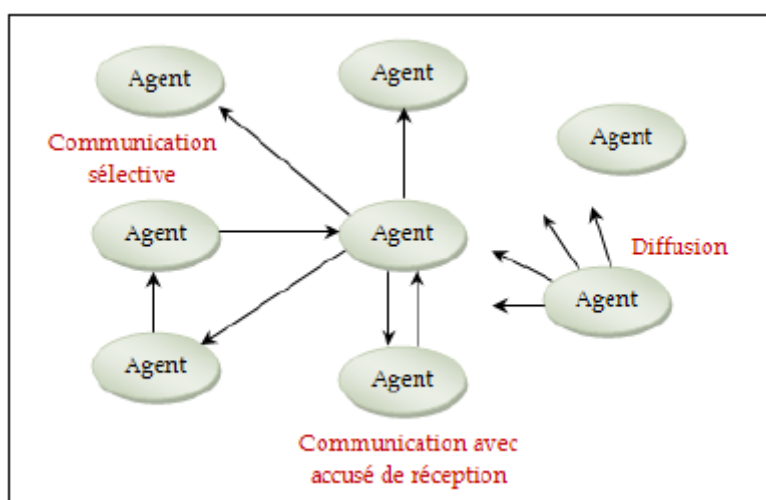 Agent
Agent
Agent
Communication
sélective
Agent
Agent
Diffusion
Agent
Agent
Agent
Communication avec
accusé de réception